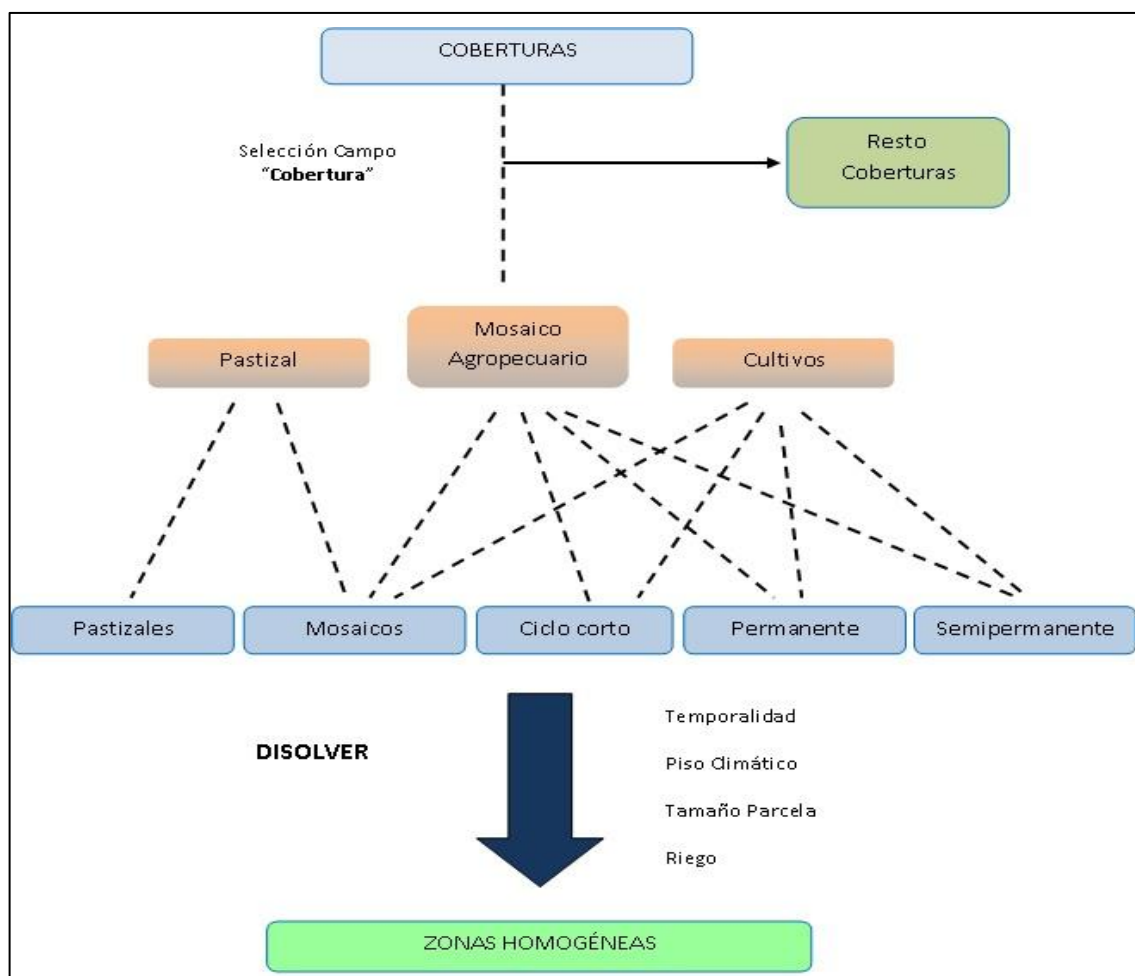 COBERTURAS
Selección Campo
“Cobertura”
Resto
Coberturas
Pastizal
Mosaico
Agropecuario
Cultivos
Pastizales
Mosaicos
Ciclo corto
Permanente
Semipermanente
DISOLVER
Temporalidad
Piso Climático
Tamaño Parcela
Riego
ZONAS HOMOGÉNEAS